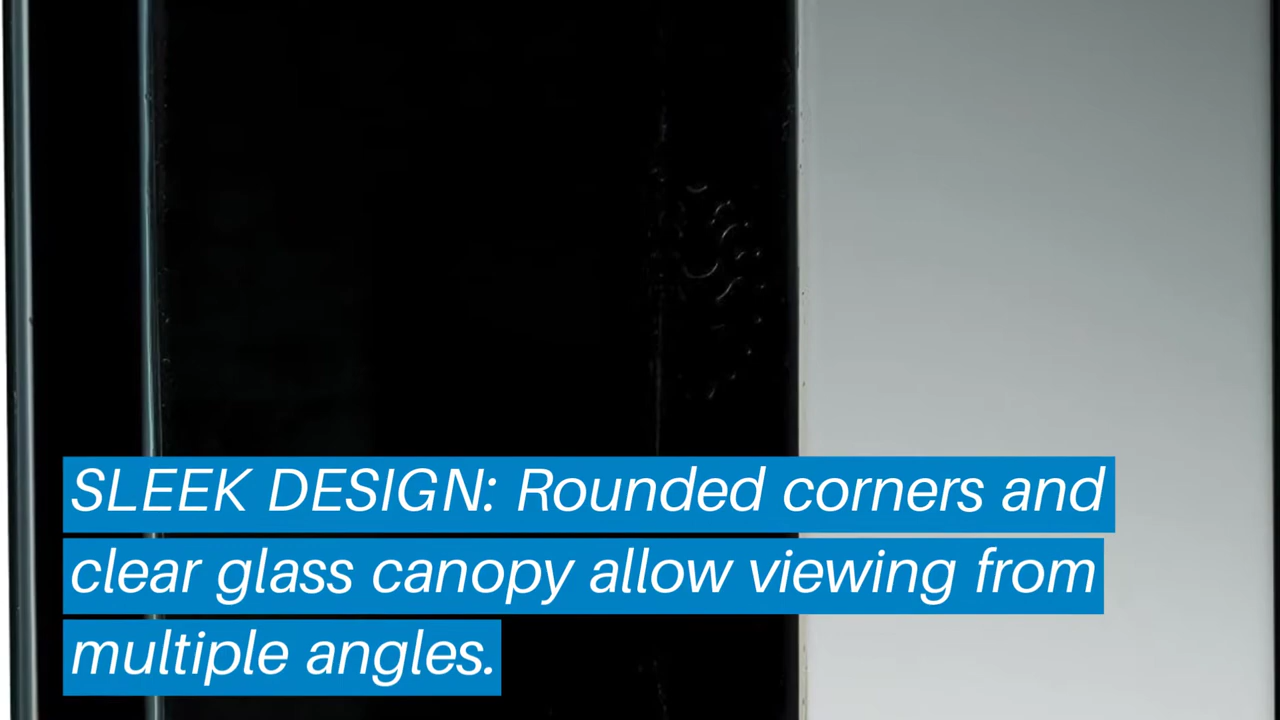 SLEEK DESIGN: Rounded corners and
clear glass canopy allow viewing from
multiple angles.